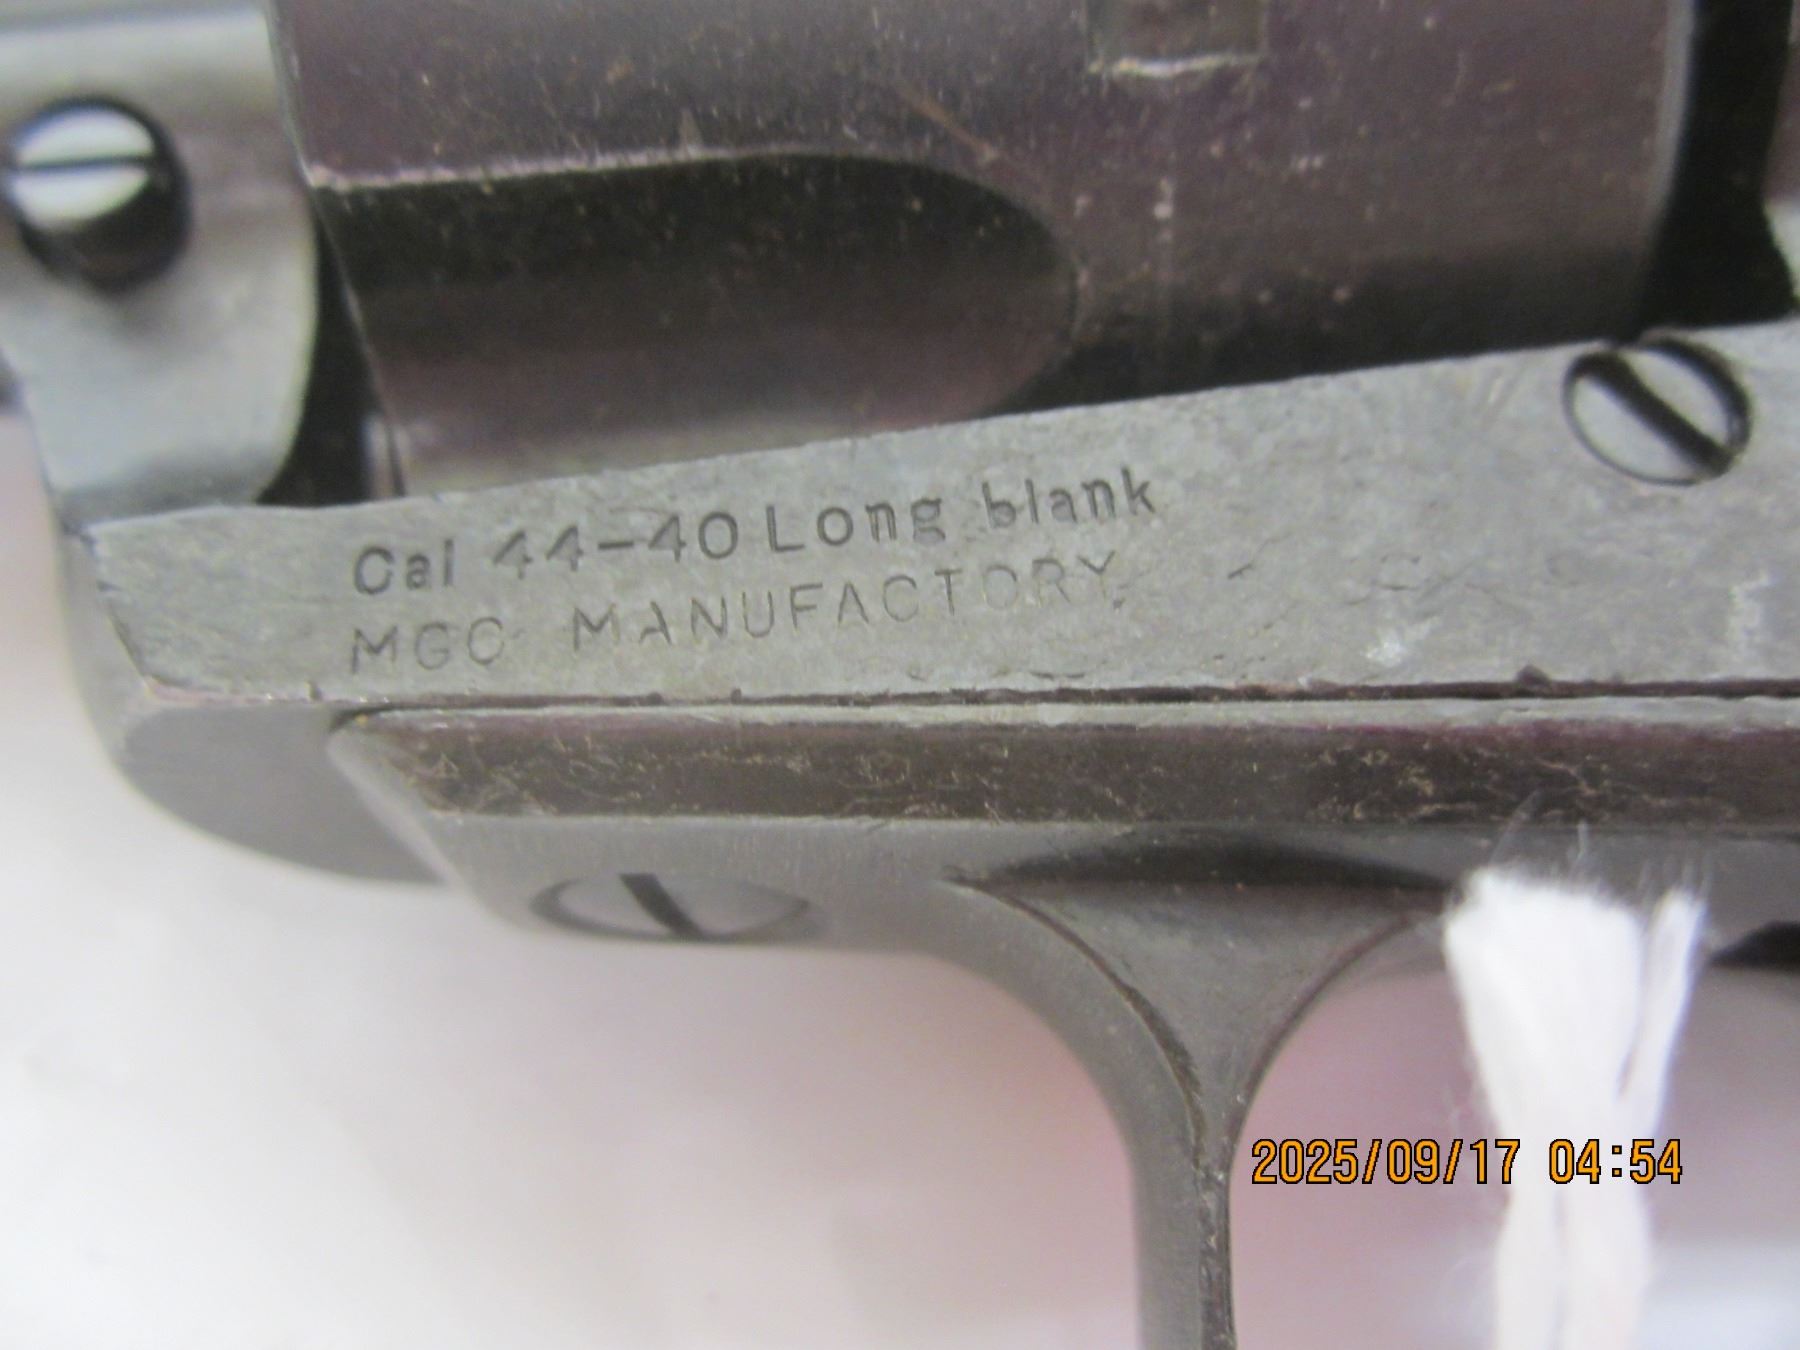 Cal 44-40 Long blank
MGC MANUFACTORY
2025/09/17 04:54